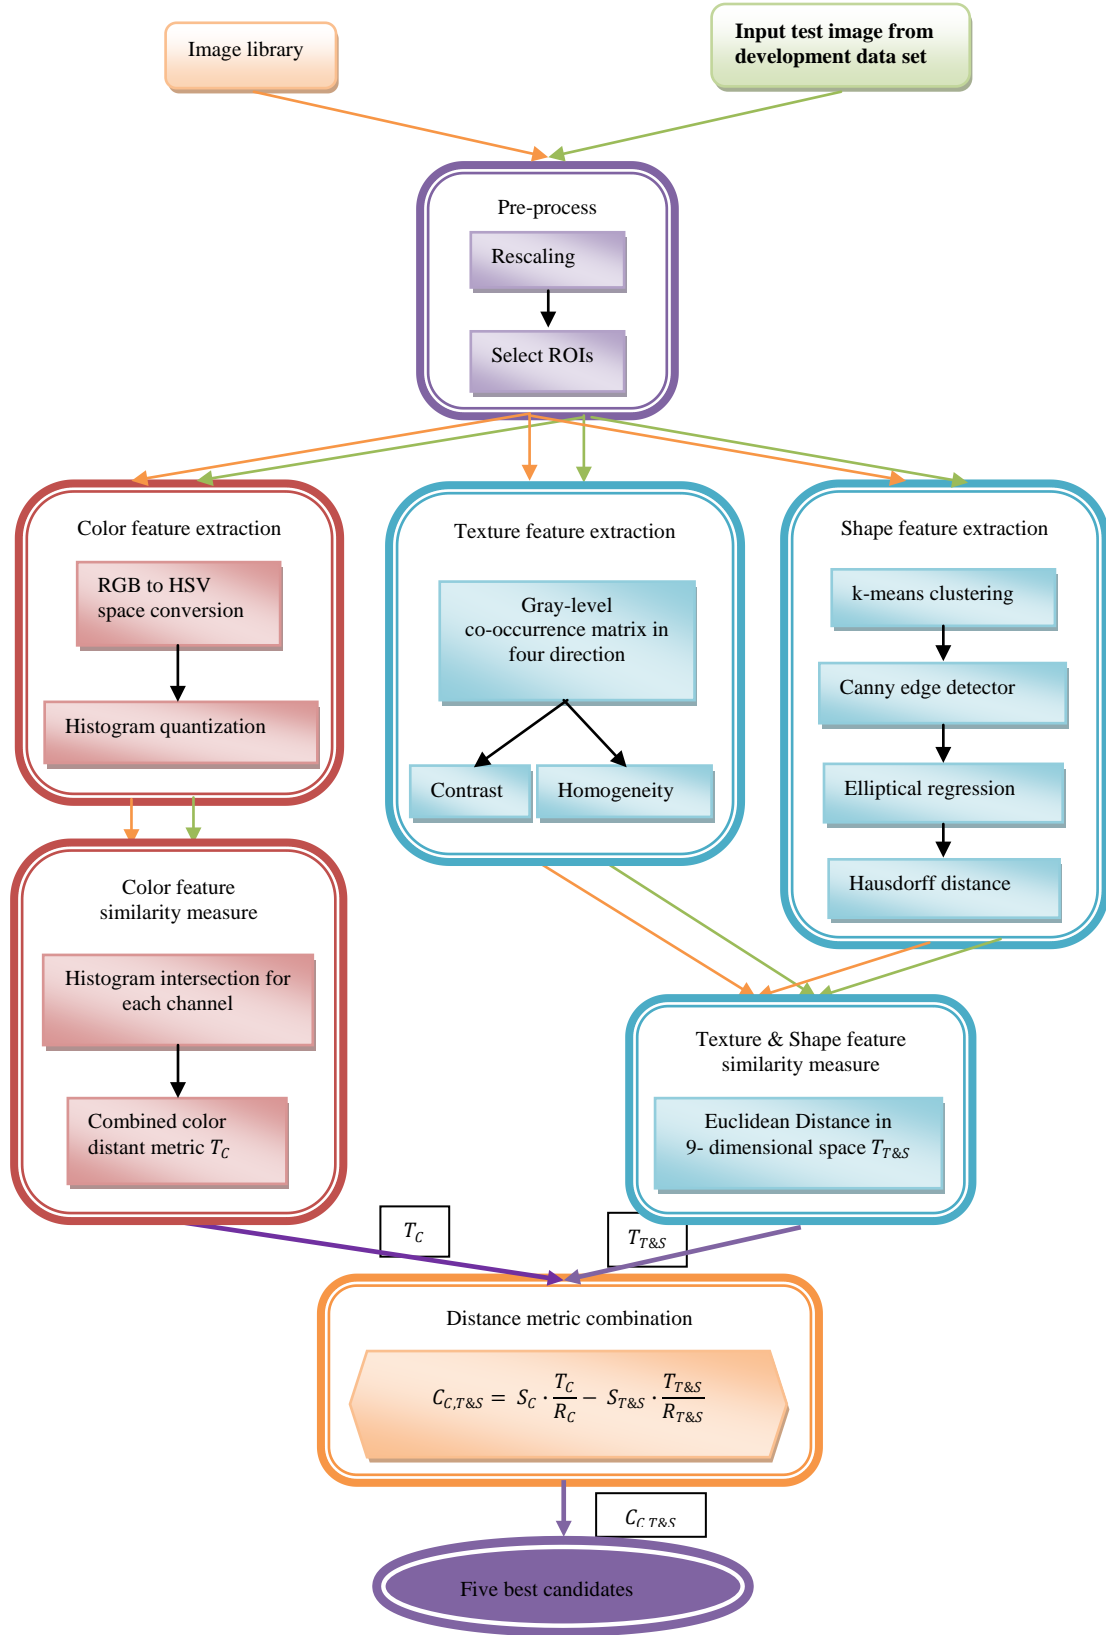 Image library
Input test image from
development data set
Pre-process
Rescaling
Select ROIs
Color feature extraction
RGB to HSV
space conversion
Histogram quantization
Texture feature extraction
Gray-level
co-occurrence matrix in
four direction
Contrast
Homogeneity
Shape feature extraction
k-means clustering
Canny edge detector
Elliptical regression
Hausdorff distance
Color feature
similarity measure
Histogram intersection for
each channel
Combined color
distant metric T_C
Texture & Shape feature
similarity measure
Euclidean Distance in
9- dimensional space T_{T&S}
T_C
T_{T&S}
Distance metric combination
C_{C,T&S} = S_C · T_C/R_C − S_{T&S} · T_{T&S}/R_{T&S}
C_{C,T&S}
Five best candidates